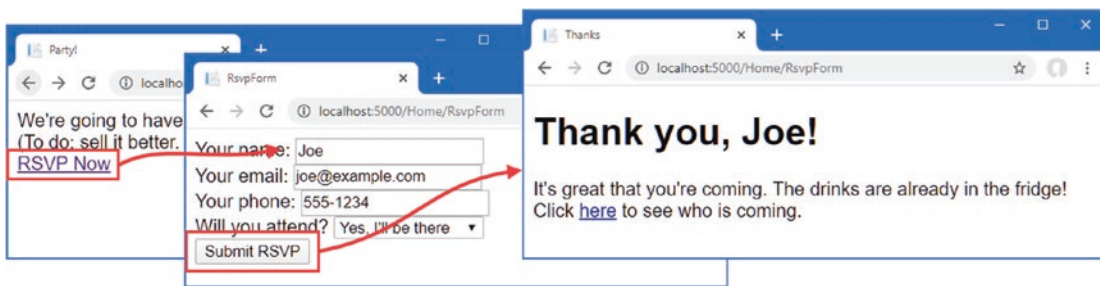 Party!
localho
We're going to have
(To do: sell it better.
RSVP Now
RsvpForm
localhost:5000/Home/RsvpForm
Your name: Joe
Your email: joe@example.com
Your phone: 555-1234
Will you attend? Yes, I'll be there
Submit RSVP
Thanks
localhost:5000/Home/RsvpForm
Thank you, Joe!
It's great that you're coming. The drinks are already in the fridge!
Click here to see who is coming.